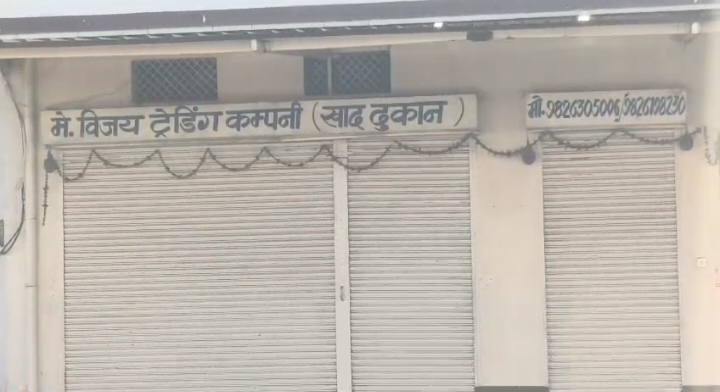 मे. विजय ट्रेडिंग कम्पनी (खाद दुकान)
मो. 9826305006, 9826198230